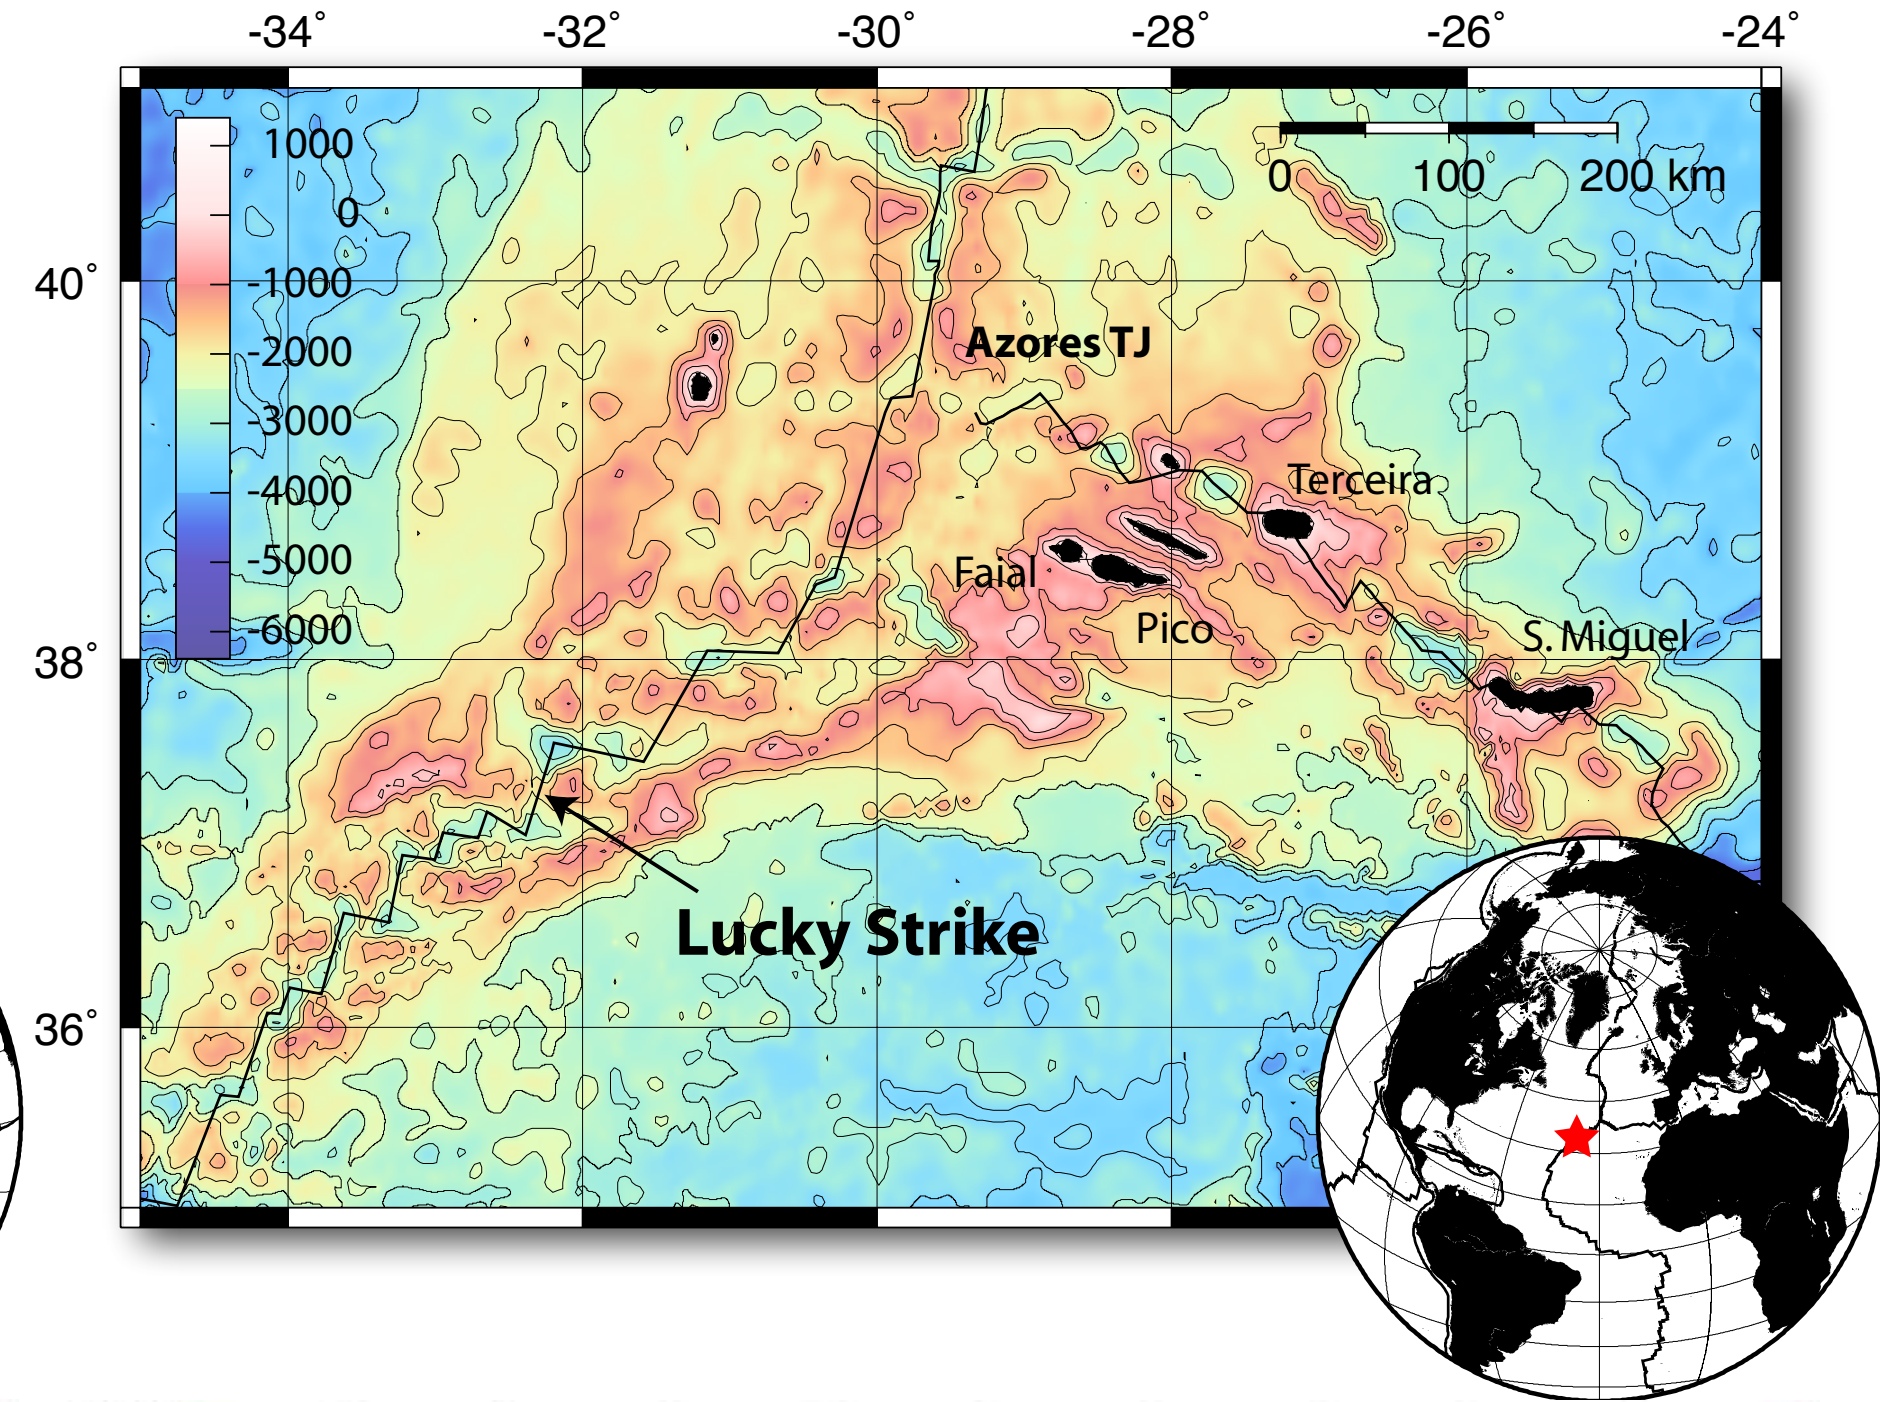 -34° -32° -30° -28° -26° -24°
1000
0
-1000
-2000
-3000
-4000
-5000
-6000
0 100 200 km
40°
38°
36°
Azores TJ
Terceira
Faial
Pico
S. Miguel
Lucky Strike